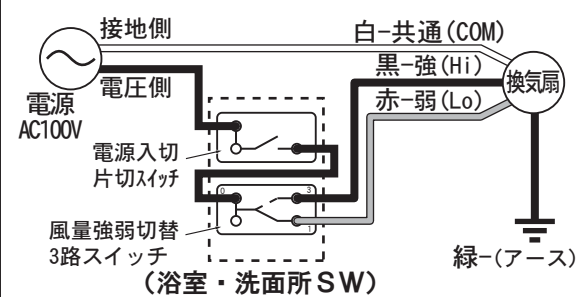 接地側
白-共通(COM)
黒-強(Hi)
電圧側
赤-弱(Lo)
換気扇
電源
AC100V
電源入切
片切スイッチ
0
3
1
風量強弱切替
3路スイッチ
緑-(アース)
(浴室・洗面所SW)